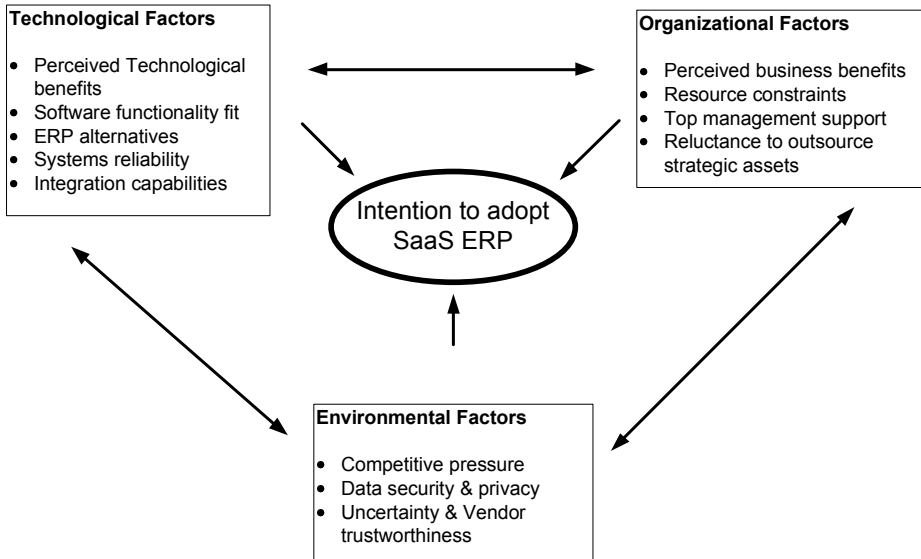 Technological Factors
• Perceived Technological
benefits
• Software functionality fit
• ERP alternatives
• Systems reliability
• Integration capabilities
Organizational Factors
• Perceived business benefits
• Resource constraints
• Top management support
• Reluctance to outsource
strategic assets
Intention to adopt
SaaS ERP
Environmental Factors
• Competitive pressure
• Data security & privacy
• Uncertainty & Vendor
trustworthiness